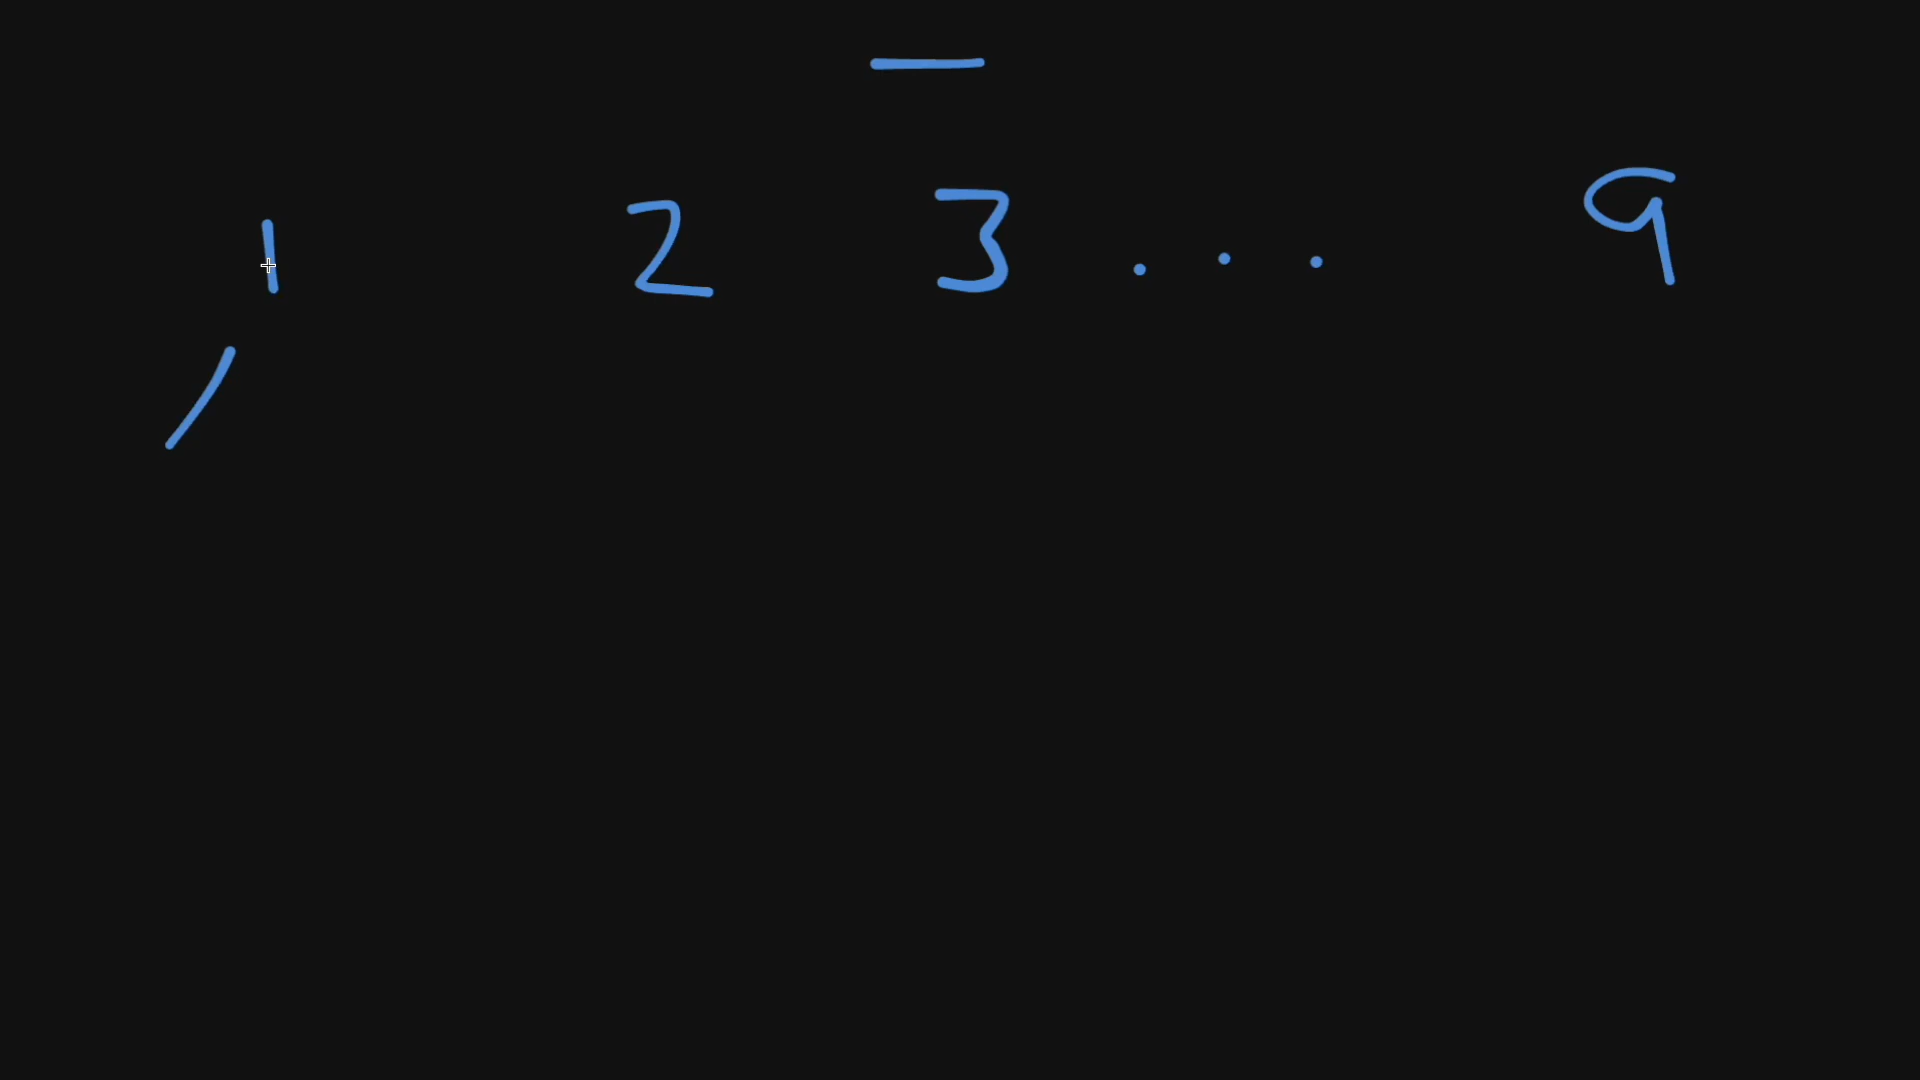 —
1 2 3 . . . 9
/